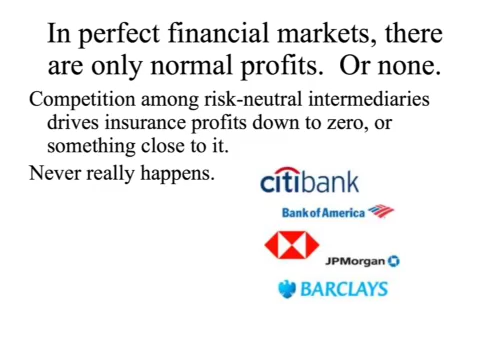 In perfect financial markets, there
are only normal profits.  Or none.
Competition among risk-neutral intermediaries
drives insurance profits down to zero, or
something close to it.
Never really happens.
citibank
Bank of America
JPMorgan
BARCLAYS